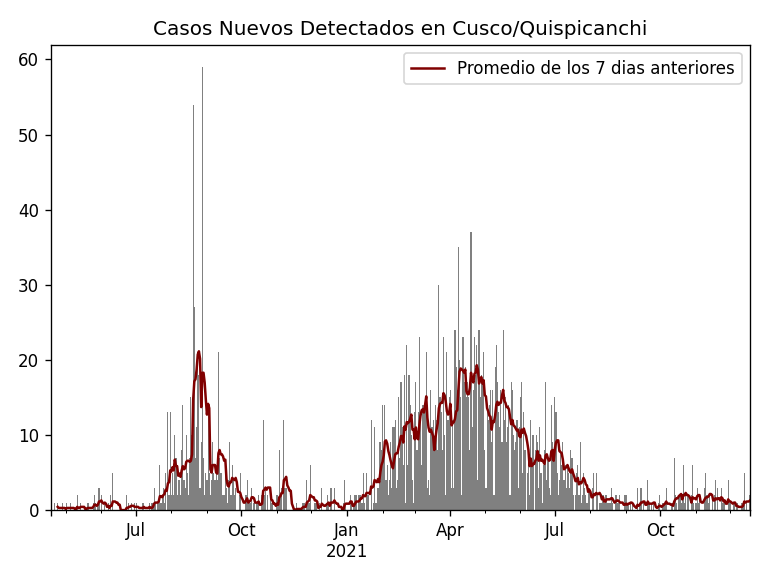 Casos Nuevos Detectados en Cusco/Quispicanchi
Promedio de los 7 dias anteriores
60
50
40
30
20
10
0
Jul Oct Jan Apr Jul Oct
2021